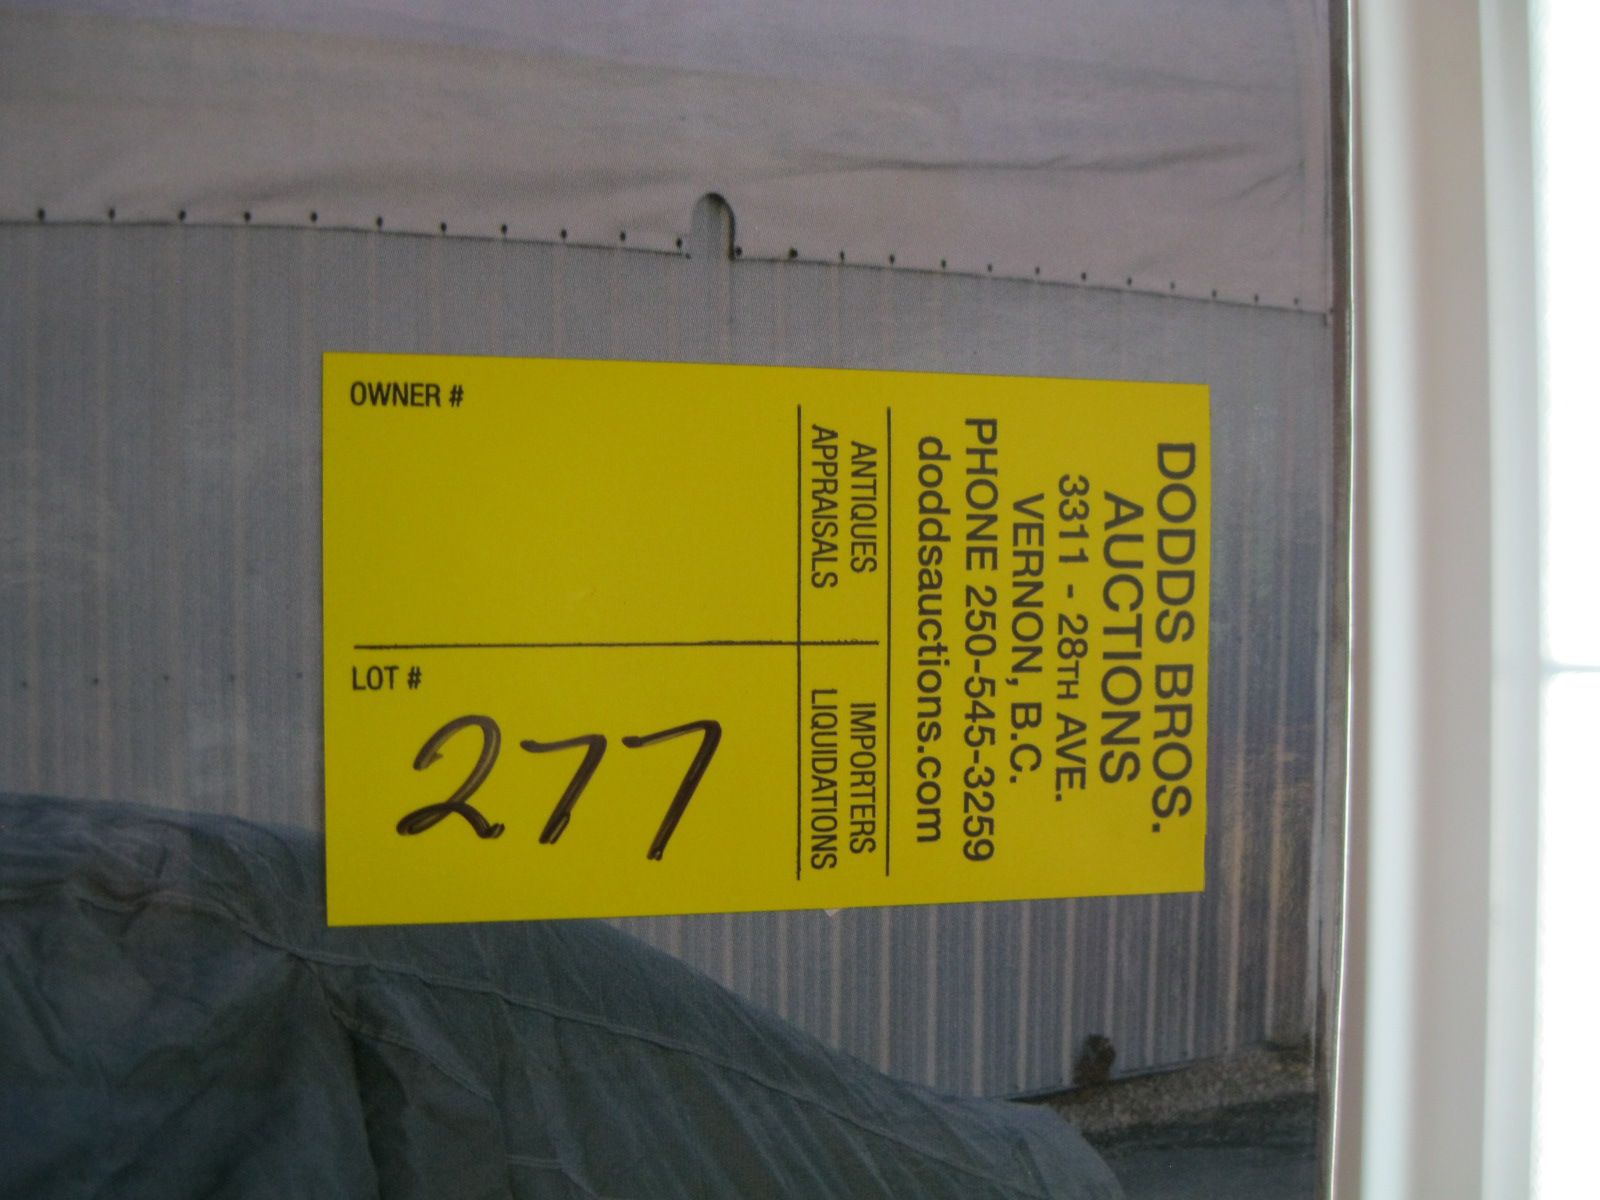 DODDS BROS.
AUCTIONS
3311 - 28TH AVE.
VERNON, B.C.
PHONE 250-545-3259
doddsauctions.com
ANTIQUES
APPRAISALS
IMPORTERS
LIQUIDATIONS
OWNER #
LOT #
277